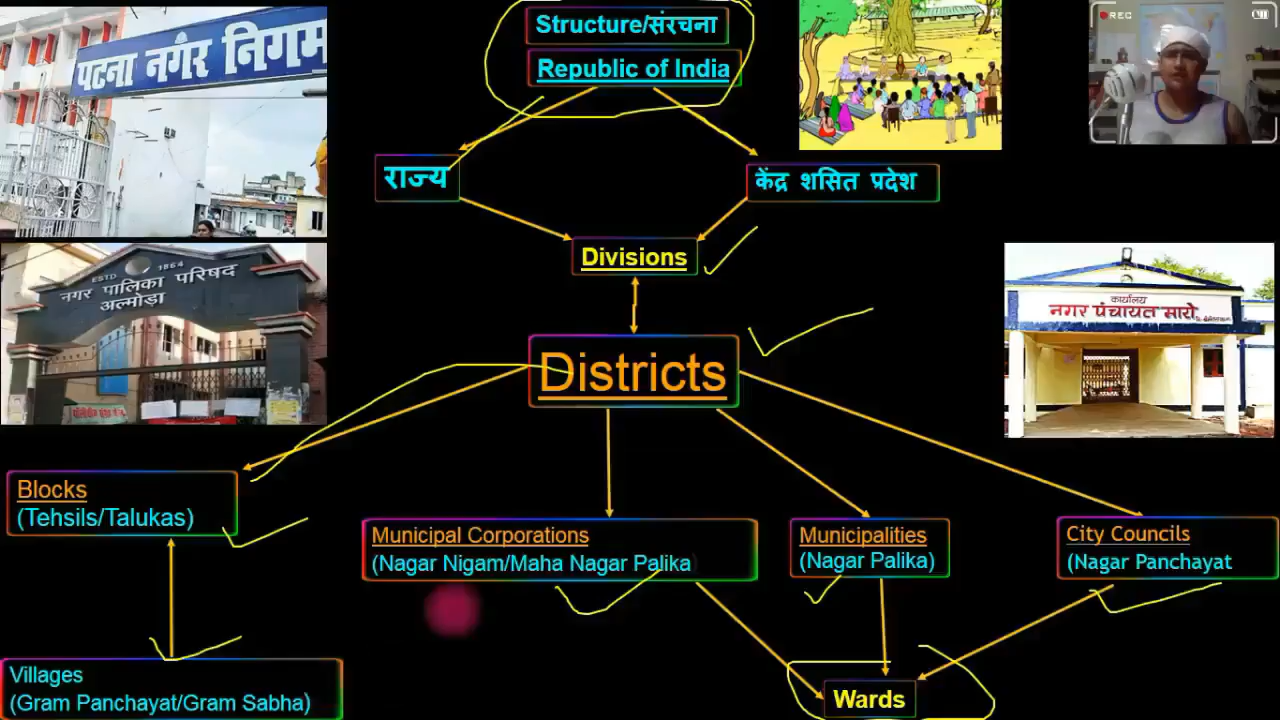 Structure/संरचना
Republic of India
REC
पटना नगर निगम
राज्य
केंद्र शसित प्रदेश
Divisions
ESTD 1864
नगर पालिका परिषद
अल्मोड़ा
कार्यालय
नगर पंचायत मारो
Districts
Blocks
(Tehsils/Talukas)
Municipal Corporations
(Nagar Nigam/Maha Nagar Palika
Municipalities
(Nagar Palika)
City Councils
(Nagar Panchayat
Villages
(Gram Panchayat/Gram Sabha)
Wards